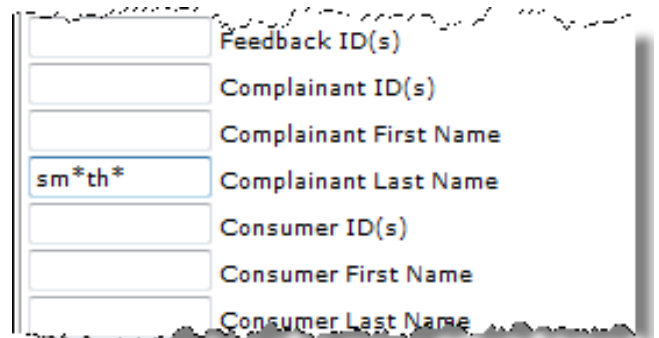 Feedback ID(s)
Complainant ID(s)
Complainant First Name
sm*th* Complainant Last Name
Consumer ID(s)
Consumer First Name
Consumer Last Name